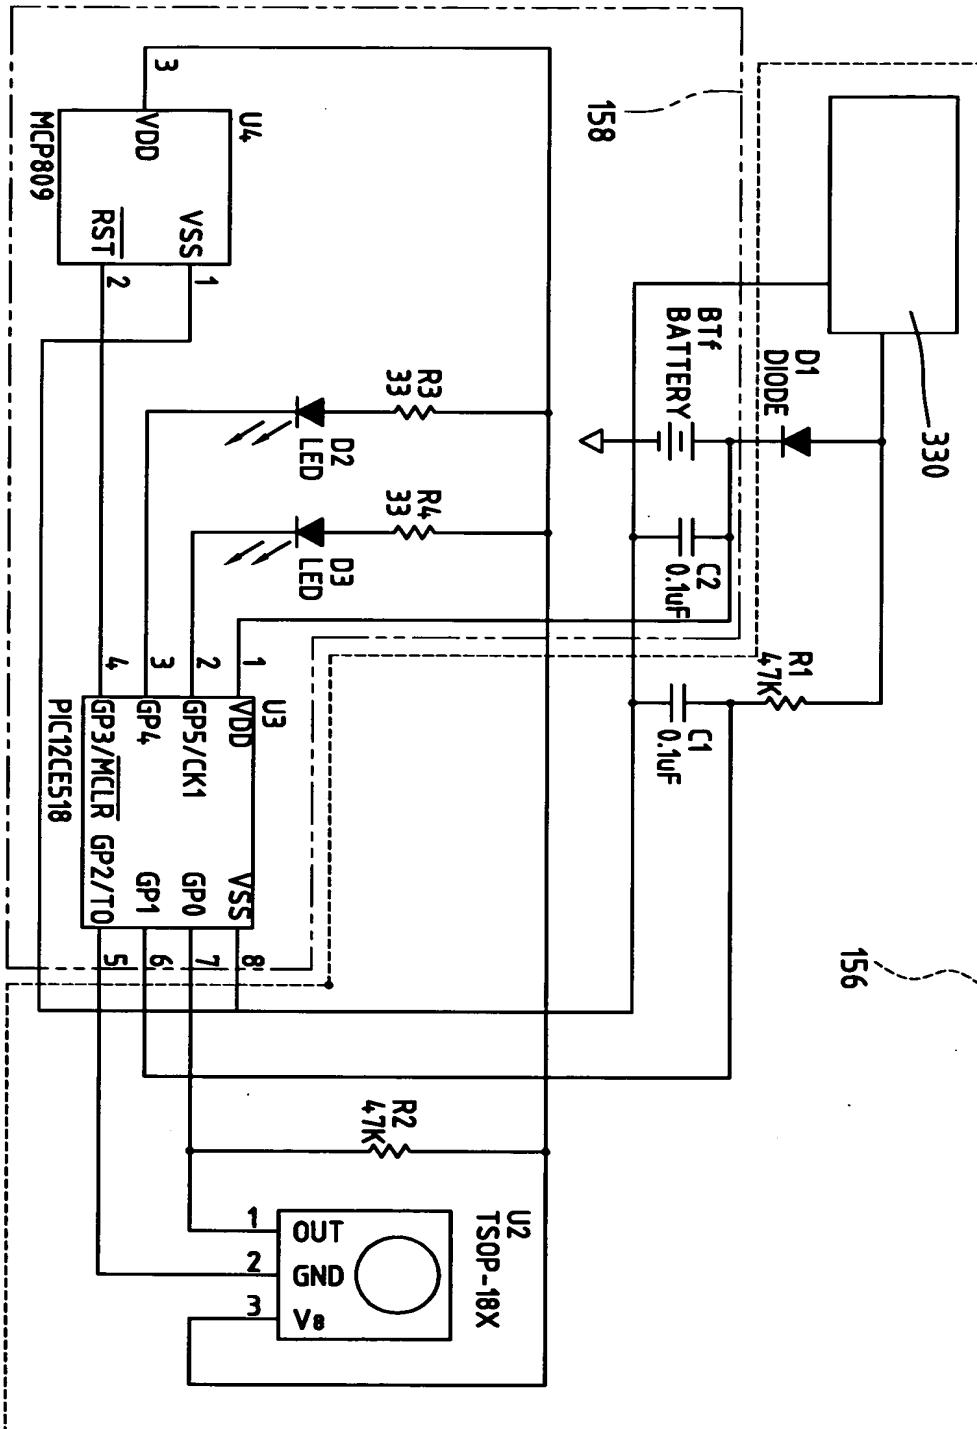 330
156
158
D1
DIODE
R1
47K
BTf
BATTERY
C2
0.1uF
C1
0.1uF
R3
33
R4
33
D2
LED
D3
LED
R2
47K
U4
MCP809
VDD
VSS
RST
3
1
2
U3
PIC12CE518
VDD
GP5/CK1
GP4
GP3/MCLR
VSS
GP0
GP1
GP2/T0
1
2
3
4
8
7
6
5
U2
TSOP-18X
1
2
3
OUT
GND
Vs